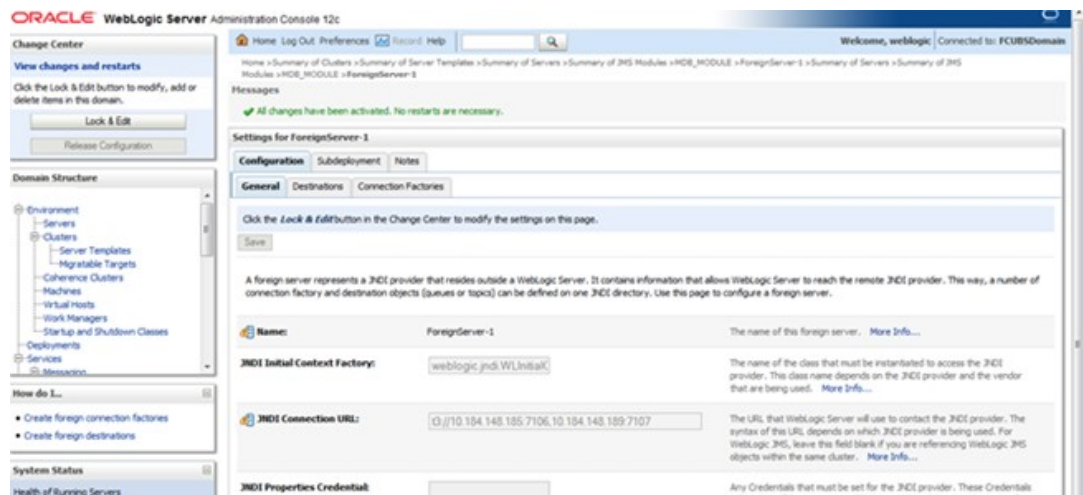 ORACLE WebLogic Server Administration Console 12c
Change Center
View changes and restarts
Click the Lock & Edit button to modify, add or
delete items in this domain.
Lock & Edit
Release Configuration
Domain Structure
Environment
Servers
Clusters
Server Templates
Migratable Targets
Coherence Clusters
Machines
Virtual Hosts
Work Managers
Startup and Shutdown Classes
Deployments
Services
Messaging
How do I...
Create foreign connection factories
Create foreign destinations
System Status
Health of Running Servers
Home Log Out Preferences Record Help
Welcome, weblogic Connected to: FCUBSDomain
Home >Summary of Clusters >Summary of Server Templates >Summary of Servers >Summary of JMS Modules >MDB_MODULE >ForeignServer-1 >Summary of Servers >Summary of JMS
Modules >MDB_MODULE >ForeignServer-1
Messages
All changes have been activated. No restarts are necessary.
Settings for ForeignServer-1
Configuration Subdeployment Notes
General Destinations Connection Factories
Click the Lock & Edit button in the Change Center to modify the settings on this page.
Save
A foreign server represents a JNDI provider that resides outside a WebLogic Server. It contains information that allows WebLogic Server to reach the remote JNDI provider. This way, a number of
connection factory and destination objects (queues or topics) can be defined on one JNDI directory. Use this page to configure a foreign server.
Name: ForeignServer-1 The name of this foreign server. More Info...
JNDI Initial Context Factory: weblogic.jndi.WLInitialC The name of the class that must be instantiated to access the JNDI
provider. This class name depends on the JNDI provider and the vendor
that are being used. More Info...
JNDI Connection URL: t3://10.184.148.185:7106,10.184.148.189:7107 The URL that WebLogic Server will use to contact the JNDI provider. The
syntax of this URL depends on which JNDI provider is being used. For
WebLogic JMS, leave this field blank if you are referencing WebLogic JMS
objects within the same cluster. More Info...
JNDI Properties Credential: Any Credentials that must be set for the JNDI provider. These Credentials